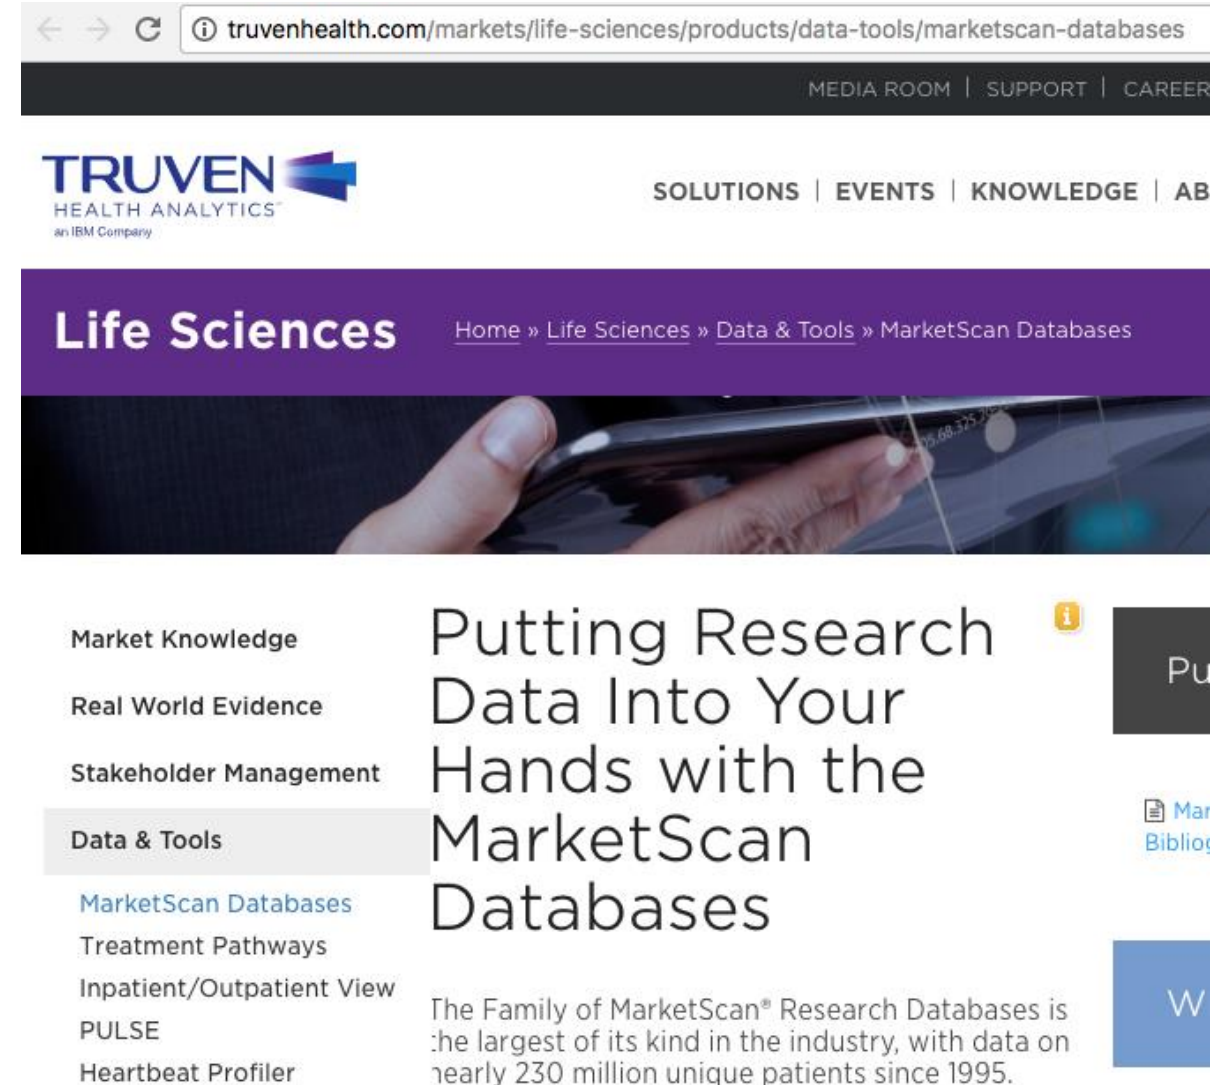 truvenhealth.com/markets/life-sciences/products/data-tools/marketscan-databases
MEDIA ROOM | SUPPORT | CAREER
TRUVEN
HEALTH ANALYTICS
an IBM Company
SOLUTIONS | EVENTS | KNOWLEDGE | AB
Life Sciences
Home » Life Sciences » Data & Tools » MarketScan Databases
Market Knowledge
Real World Evidence
Stakeholder Management
Data & Tools
MarketScan Databases
Treatment Pathways
Inpatient/Outpatient View
PULSE
Heartbeat Profiler
Putting Research
Data Into Your
Hands with the
MarketScan
Databases
The Family of MarketScan® Research Databases is
the largest of its kind in the industry, with data on
nearly 230 million unique patients since 1995.
Pu
Mar
Bibliog
W